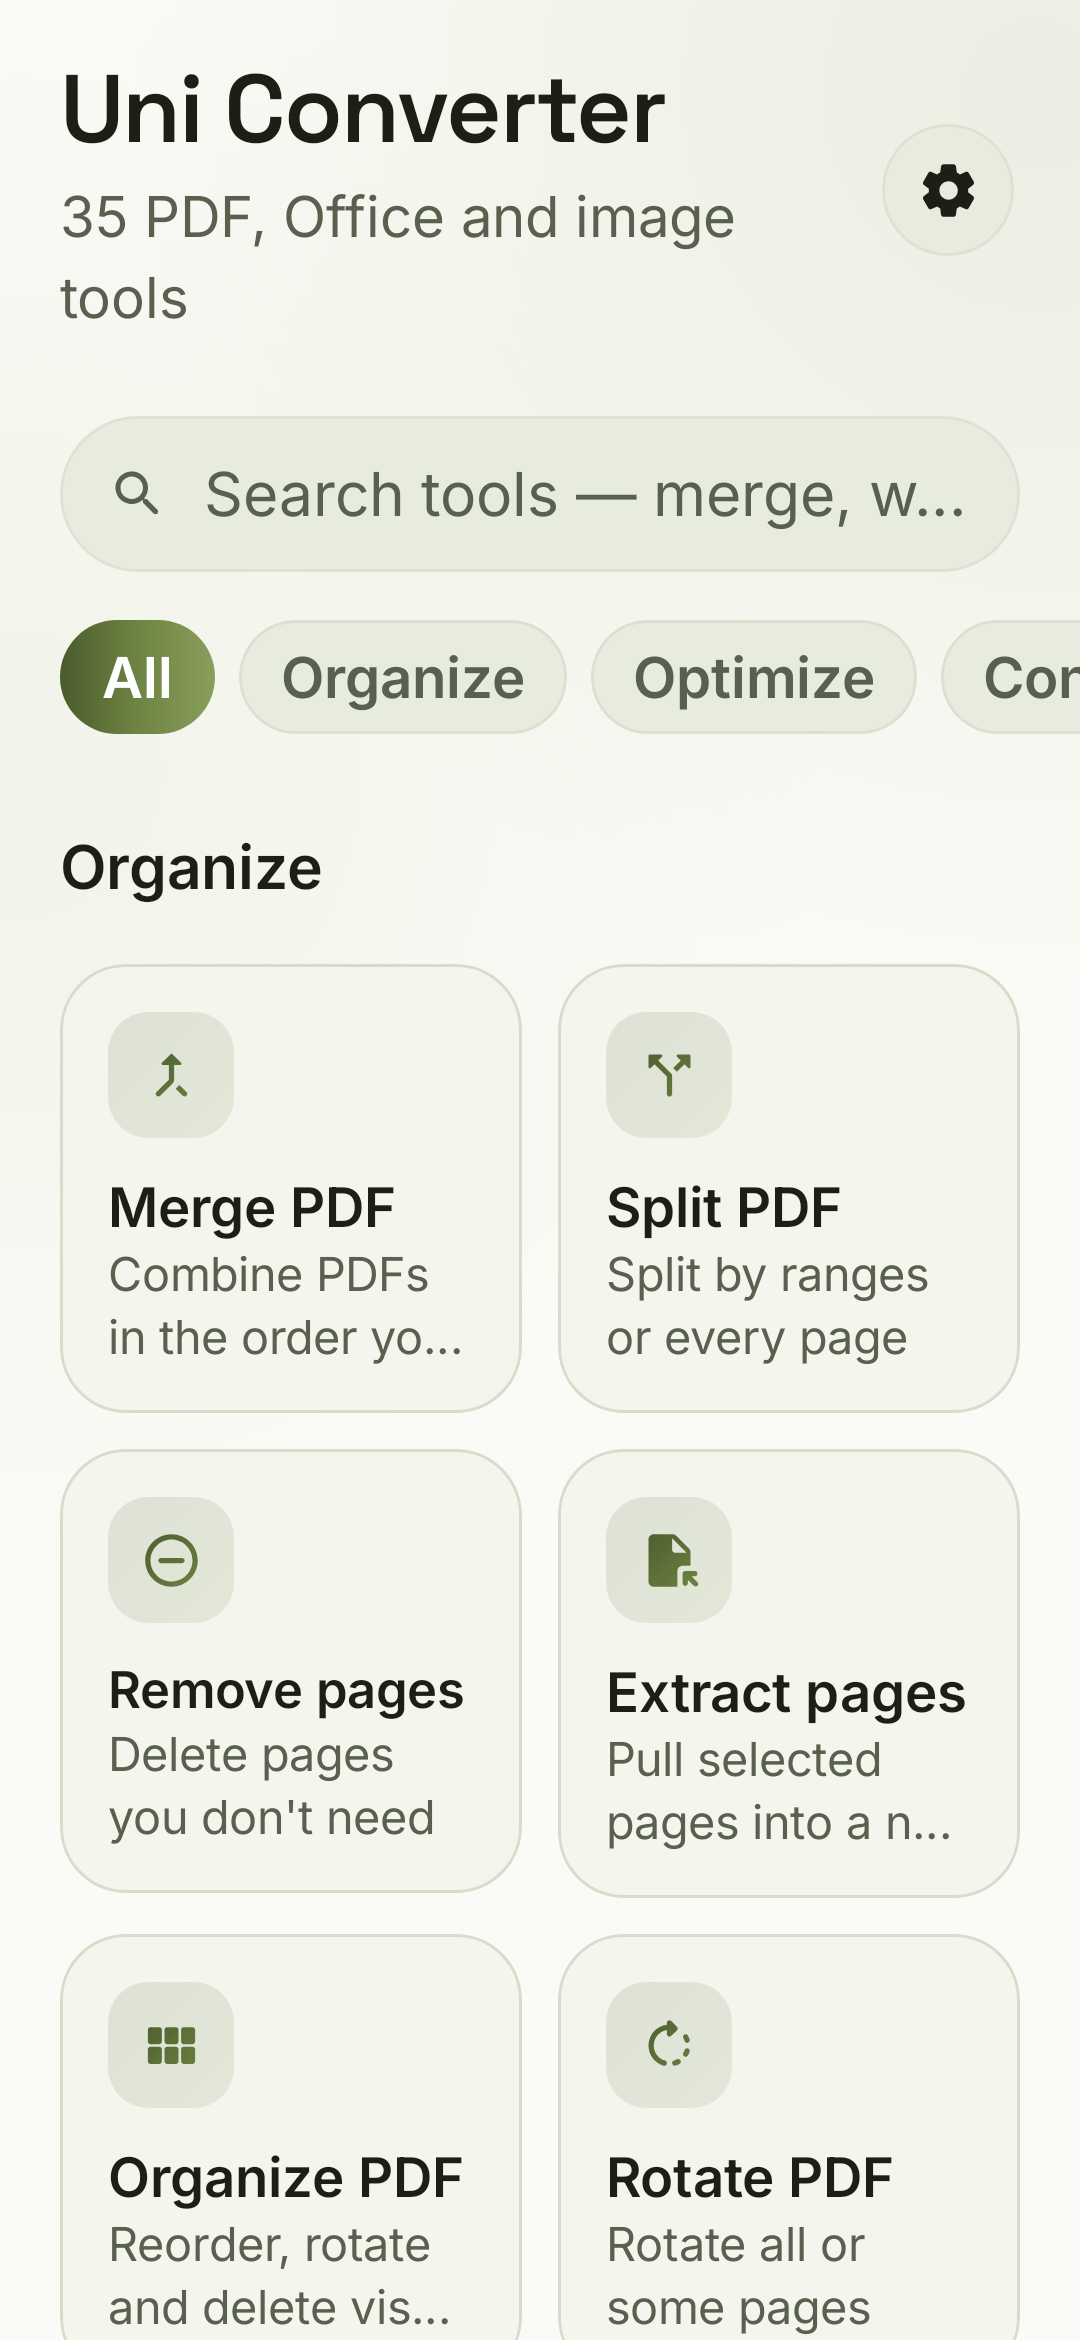 Uni Converter
35 PDF, Office and image
tools
Search tools — merge, w...
All
Organize
Optimize
Con
Organize
Merge PDF
Combine PDFs
in the order yo...
Split PDF
Split by ranges
or every page
Remove pages
Delete pages
you don't need
Extract pages
Pull selected
pages into a n...
Organize PDF
Reorder, rotate
and delete vis...
Rotate PDF
Rotate all or
some pages